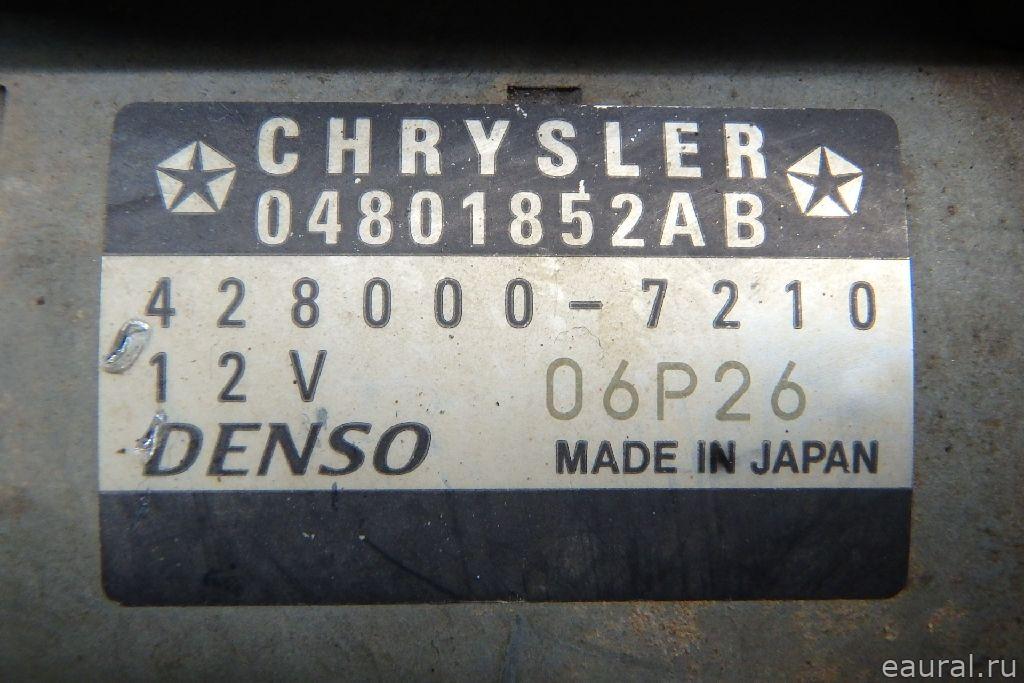 CHRYSLER
04801852AB
428000-7210
12V 06P26
DENSO MADE IN JAPAN
eaural.ru